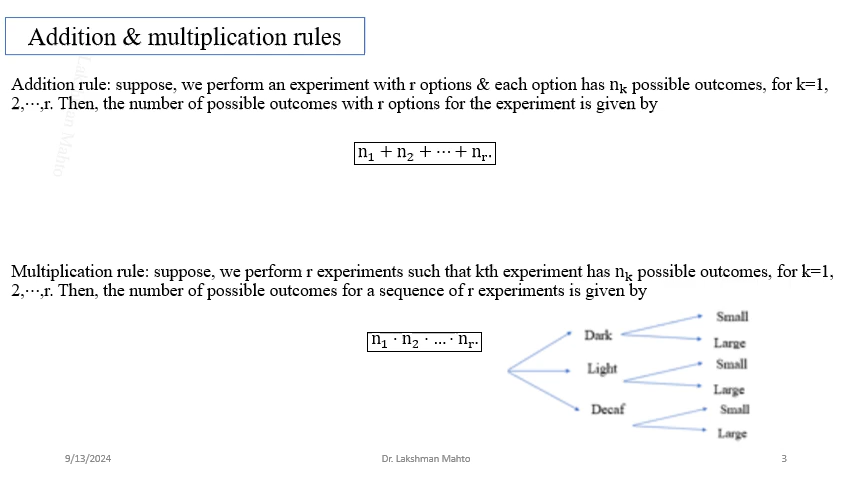 Addition & multiplication rules
Addition rule: suppose, we perform an experiment with r options & each option has nₖ possible outcomes, for k=1,
2,⋯,r. Then, the number of possible outcomes with r options for the experiment is given by
n₁ + n₂ + ⋯ + nᵣ.
Multiplication rule: suppose, we perform r experiments such that kth experiment has nₖ possible outcomes, for k=1,
2,⋯,r. Then, the number of possible outcomes for a sequence of r experiments is given by
n₁ · n₂ · … · nᵣ.
Small
Dark
Large
Small
Light
Large
Decaf
Small
Large
9/13/2024
Dr. Lakshman Mahto
3